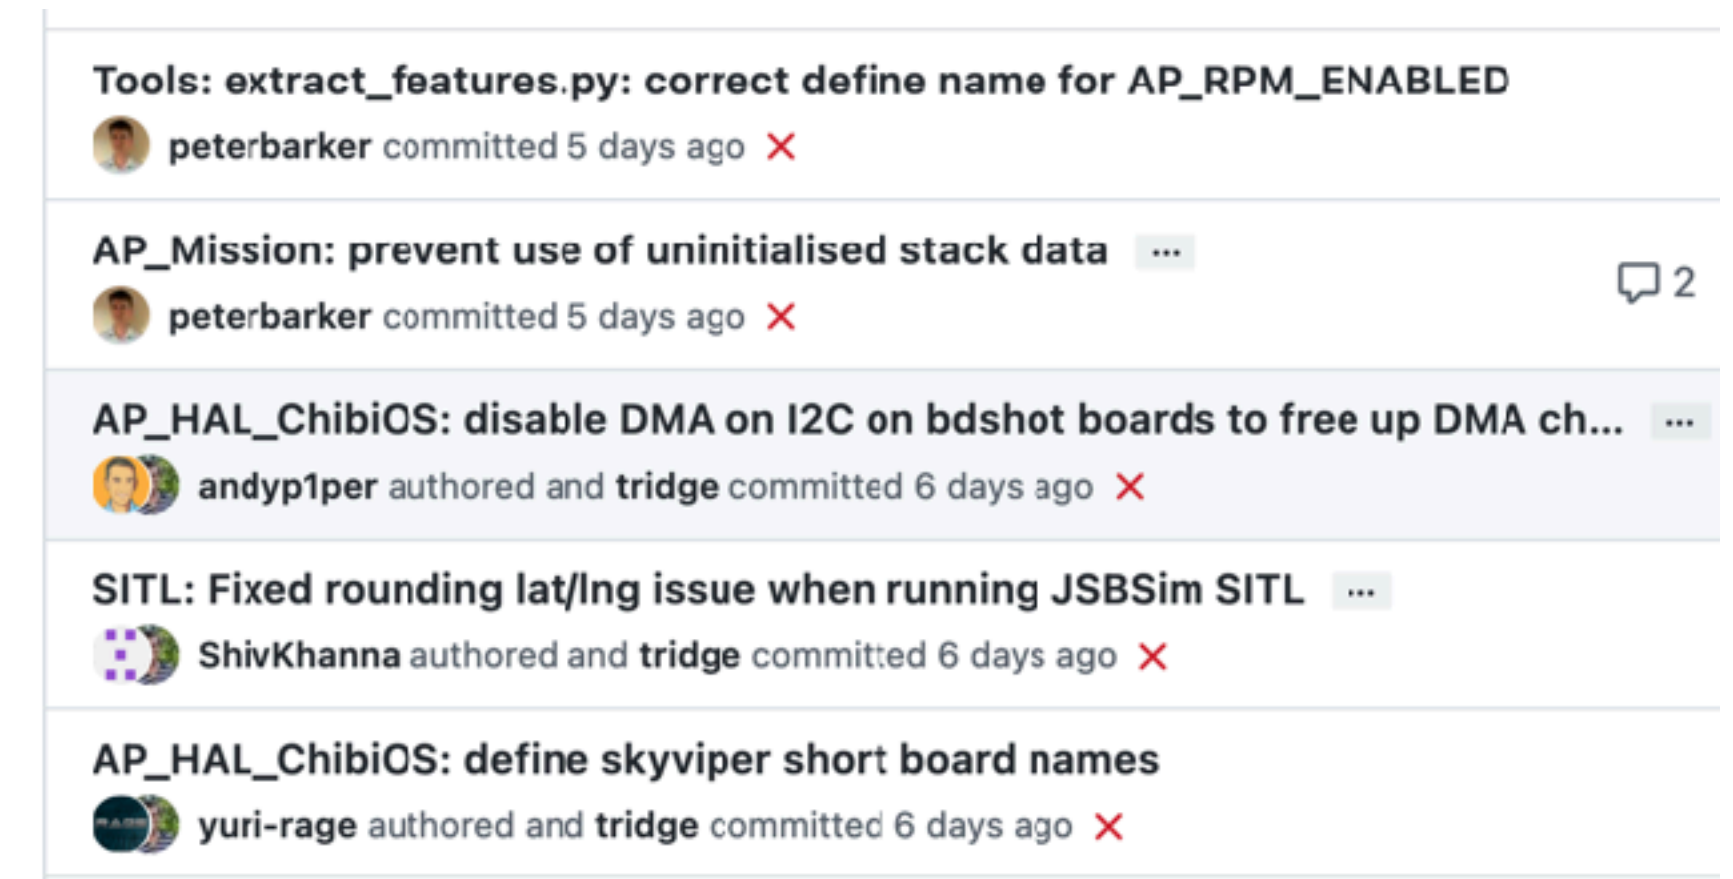 Tools: extract_features.py: correct define name for AP_RPM_ENABLED
peterbarker committed 5 days ago
AP_Mission: prevent use of uninitialised stack data ...
2
peterbarker committed 5 days ago
AP_HAL_ChibiOS: disable DMA on I2C on bdshot boards to free up DMA ch... ...
andyp1per authored and tridge committed 6 days ago
SITL: Fixed rounding lat/lng issue when running JSBSim SITL ...
ShivKhanna authored and tridge committed 6 days ago
AP_HAL_ChibiOS: define skyviper short board names
RAGE
yuri-rage authored and tridge committed 6 days ago